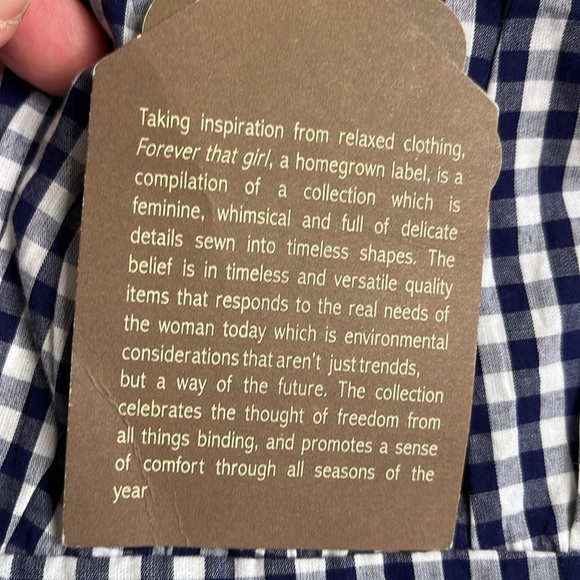 Taking inspiration from relaxed clothing,
Forever that girl, a homegrown label, is a
compilation of a collection which is
feminine, whimsical and full of delicate
details sewn into timeless shapes. The
belief is in timeless and versatile quality
items that responds to the real needs of
the woman today which is environmental
considerations that aren't just trendds,
but a way of the future. The collection
celebrates the thought of freedom from
all things binding, and promotes a sense
of comfort through all seasons of the
year